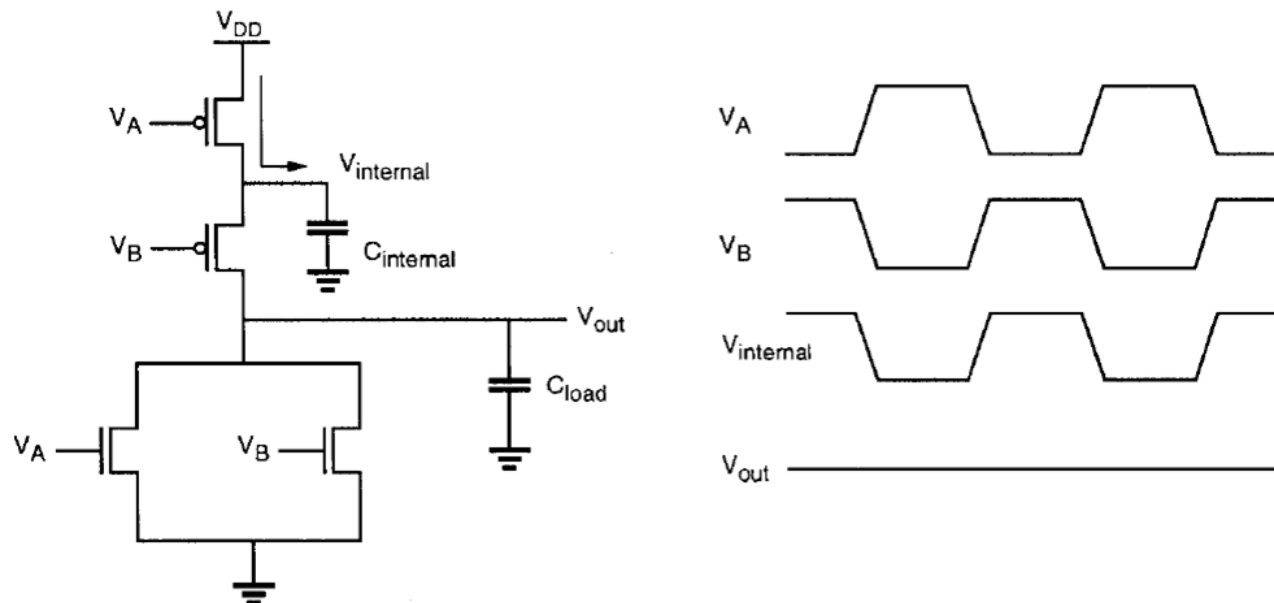 V_DD
V_A
V_internal
V_B
C_internal
V_out
C_load
V_A
V_B
V_A
V_B
V_internal
V_out